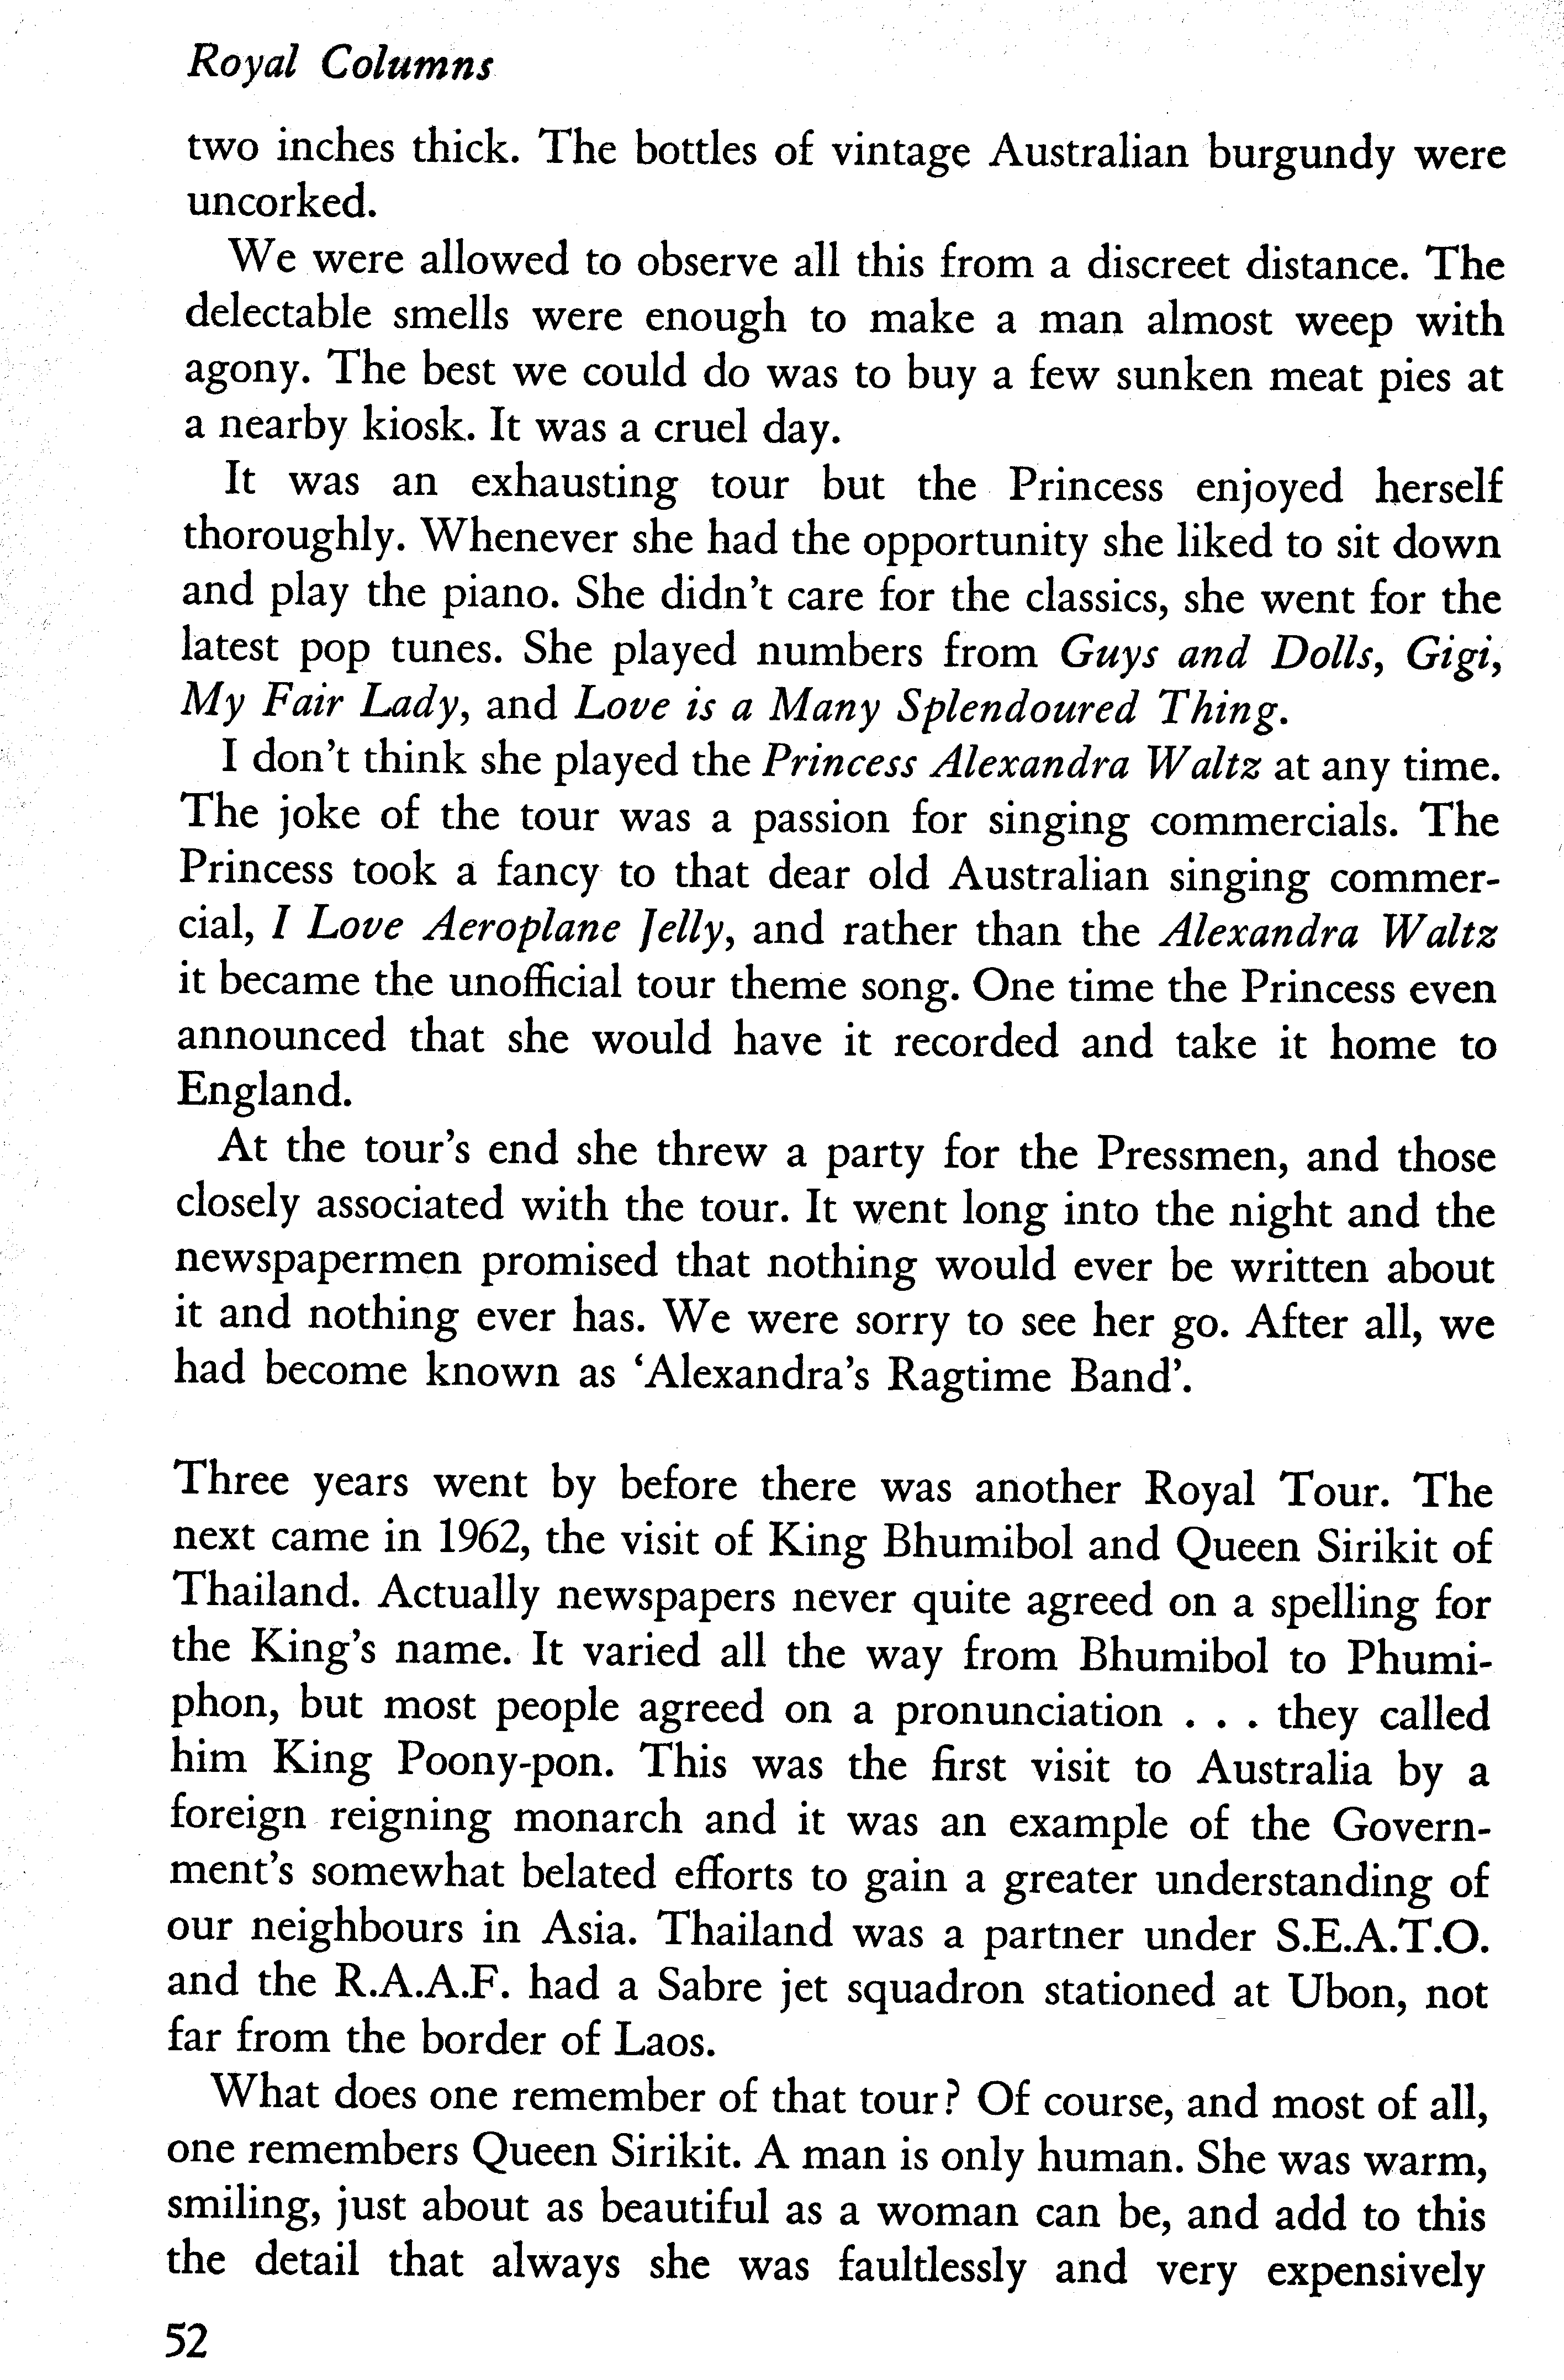 Royal Columns
two inches thick. The bottles of vintage Australian burgundy were
uncorked.
We were allowed to observe all this from a discreet distance. The
delectable smells were enough to make a man almost weep with
agony. The best we could do was to buy a few sunken meat pies at
a nearby kiosk. It was a cruel day.
It was an exhausting tour but the Princess enjoyed herself
thoroughly. Whenever she had the opportunity she liked to sit down
and play the piano. She didn't care for the classics, she went for the
latest pop tunes. She played numbers from Guys and Dolls, Gigi,
My Fair Lady, and Love is a Many Splendoured Thing.
I don't think she played the Princess Alexandra Waltz at any time.
The joke of the tour was a passion for singing commercials. The
Princess took a fancy to that dear old Australian singing commer-
cial, I Love Aeroplane Jelly, and rather than the Alexandra Waltz
it became the unofficial tour theme song. One time the Princess even
announced that she would have it recorded and take it home to
England.
At the tour's end she threw a party for the Pressmen, and those
closely associated with the tour. It went long into the night and the
newspapermen promised that nothing would ever be written about
it and nothing ever has. We were sorry to see her go. After all, we
had become known as ‘Alexandra's Ragtime Band’.
Three years went by before there was another Royal Tour. The
next came in 1962, the visit of King Bhumibol and Queen Sirikit of
Thailand. Actually newspapers never quite agreed on a spelling for
the King's name. It varied all the way from Bhumibol to Phumi-
phon, but most people agreed on a pronunciation . . . they called
him King Poony-pon. This was the first visit to Australia by a
foreign reigning monarch and it was an example of the Govern-
ment's somewhat belated efforts to gain a greater understanding of
our neighbours in Asia. Thailand was a partner under S.E.A.T.O.
and the R.A.A.F. had a Sabre jet squadron stationed at Ubon, not
far from the border of Laos.
What does one remember of that tour? Of course, and most of all,
one remembers Queen Sirikit. A man is only human. She was warm,
smiling, just about as beautiful as a woman can be, and add to this
the detail that always she was faultlessly and very expensively
52